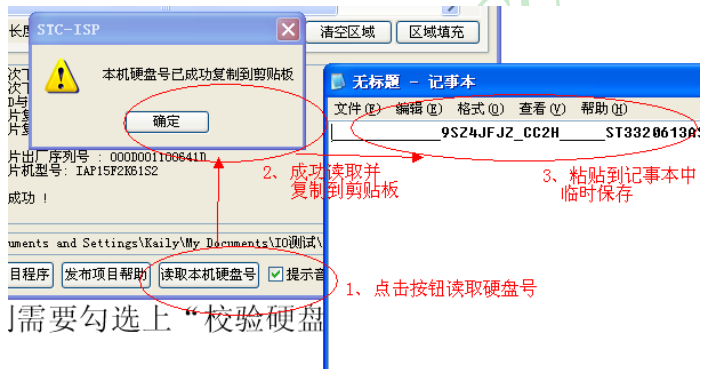 长度
STC-ISP
清空区域
区域填充
本机硬盘号已成功复制到剪贴板
确定
无标题 - 记事本
文件(F) 编辑(E) 格式(O) 查看(V) 帮助(H)
__________9SZ4JFJZ_CC2H_____ST3320613AS
片出厂序列号 : 000D001100641D
片机型号: IAP15F2K61S2
成功 !
2、成功读取并
复制到剪贴板
3、粘贴到记事本中
临时保存
uments and Settings\Kaily\My Documents\IO测试\
目程序
发布项目帮助
读取本机硬盘号
提示音
1、点击按钮读取硬盘号
需要勾选上“校验硬盘